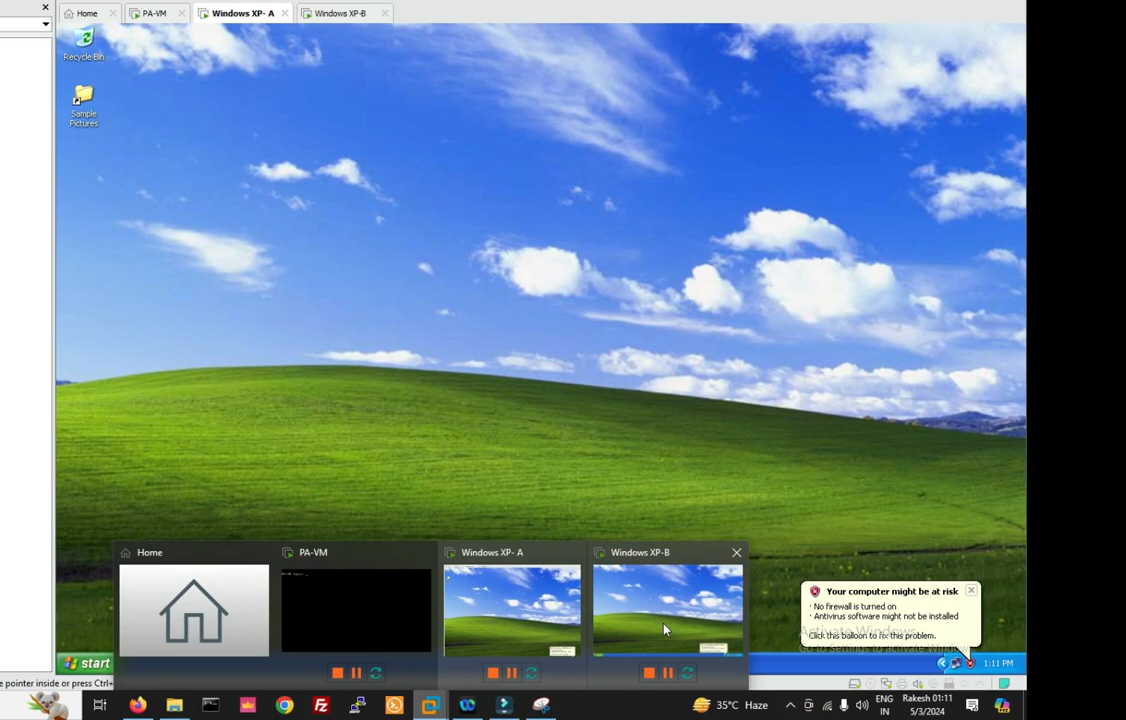 Home
PA-VM
Windows XP- A
Windows XP-B
Recycle Bin
Sample
Pictures
Home
PA-VM
Windows XP- A
Windows XP-B
Your computer might be at risk
· No firewall is turned on
· Antivirus software might not be installed
Activate Windows
Click this balloon to fix this problem.
start
1:11 PM
e pointer inside or press Ctrl+
35°C Haze
ENG
IN
Rakesh 01:11
5/3/2024